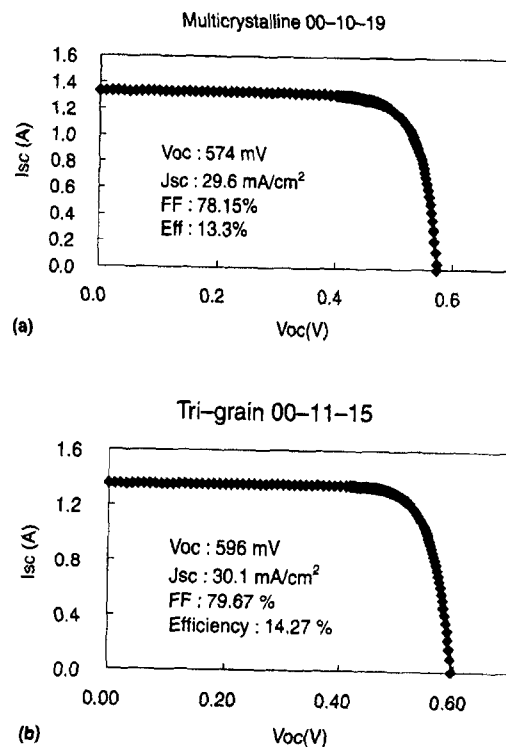 Multicrystalline 00-10-19
1.6
1.4
1.2
1.0
0.8
0.6
0.4
0.2
0.0
Isc (A)
Voc : 574 mV
Jsc : 29.6 mA/cm²
FF : 78.15%
Eff : 13.3%
0.0 0.2 0.4 0.6
Voc(V)
(a)
Tri-grain 00-11-15
1.6
1.2
0.8
0.4
0.0
Isc (A)
Voc : 596 mV
Jsc : 30.1 mA/cm²
FF : 79.67 %
Efficiency : 14.27 %
0.00 0.20 0.40 0.60
Voc(V)
(b)